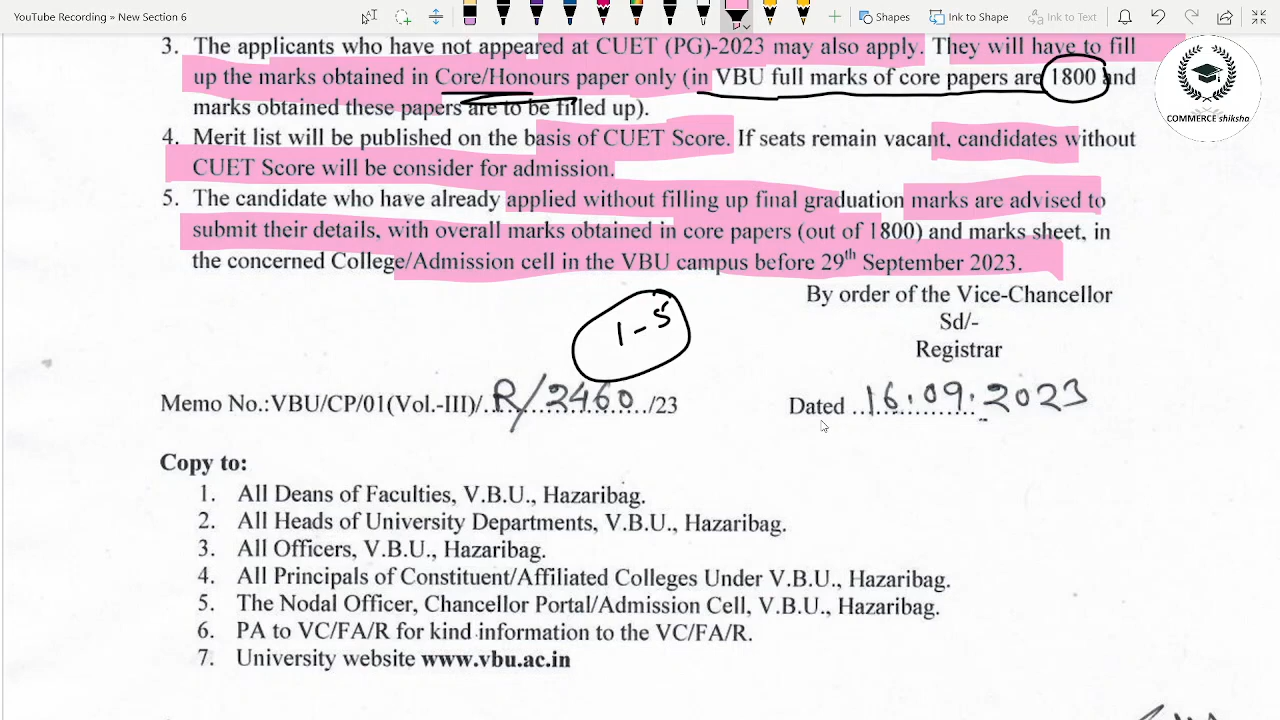 YouTube Recording » New Section 6
Shapes
Ink to Shape
Ink to Text
3. The applicants who have not appeared at CUET (PG)-2023 may also apply. They will have to fill
up the marks obtained in Core/Honours paper only (in VBU full marks of core papers are 1800 and
marks obtained these papers are to be filled up).
COMMERCE shiksha
4. Merit list will be published on the basis of CUET Score. If seats remain vacant, candidates without
CUET Score will be consider for admission.
5. The candidate who have already applied without filling up final graduation marks are advised to
submit their details, with overall marks obtained in core papers (out of 1800) and marks sheet, in
the concerned College/Admission cell in the VBU campus before 29th September 2023.
By order of the Vice-Chancellor
Sd/-
Registrar
1-5
Memo No.:VBU/CP/01(Vol.-III)/..R/2460../23
Dated ..16.09.2023
Copy to:
1. All Deans of Faculties, V.B.U., Hazaribag.
2. All Heads of University Departments, V.B.U., Hazaribag.
3. All Officers, V.B.U., Hazaribag.
4. All Principals of Constituent/Affiliated Colleges Under V.B.U., Hazaribag.
5. The Nodal Officer, Chancellor Portal/Admission Cell, V.B.U., Hazaribag.
6. PA to VC/FA/R for kind information to the VC/FA/R.
7. University website www.vbu.ac.in